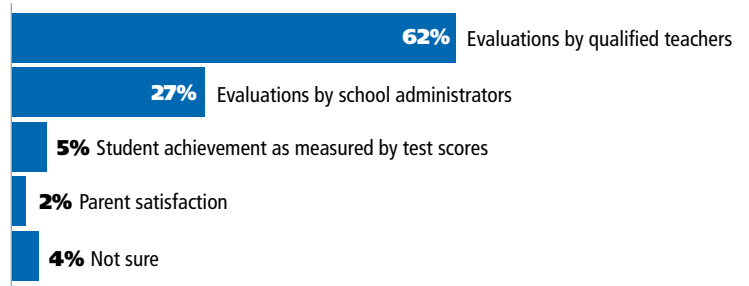 62% Evaluations by qualified teachers
27% Evaluations by school administrators
5% Student achievement as measured by test scores
2% Parent satisfaction
4% Not sure